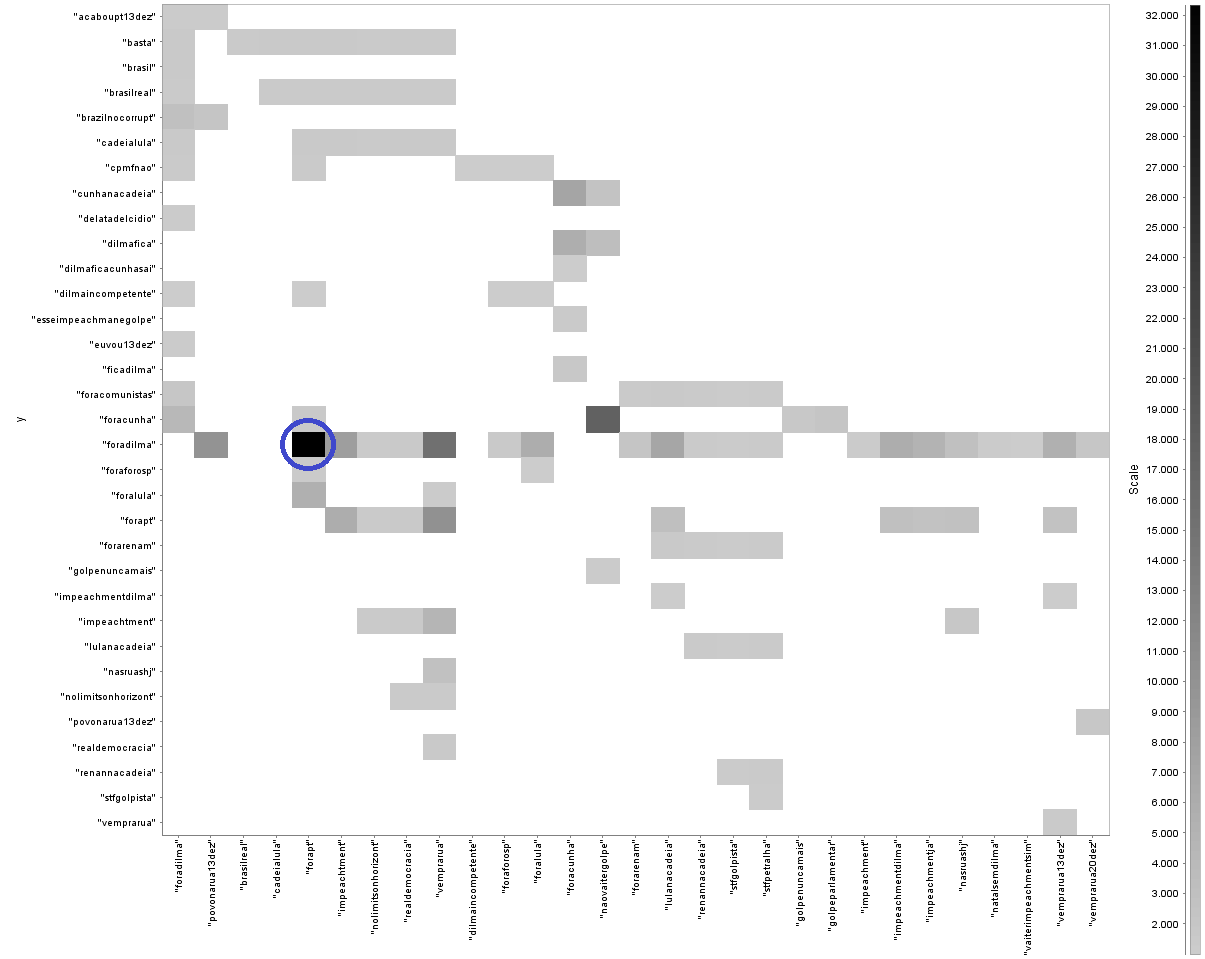 "acaboupt13dez"
"basta"
"brasil"
"brasilreal"
"brazilnocorrupt"
"cadeialula"
"cpmfnao"
"cunhanacadeia"
"delatadelcidio"
"dilmafica"
"dilmaficacunhasai"
"dilmaincompetente"
"esseimpeachmanegolpe"
"euvou13dez"
"ficadilma"
"foracomunistas"
"foracunha"
"foradilma"
"foraforosp"
"foralula"
"forapt"
"forarenam"
"golpenuncamais"
"impeachmentdilma"
"impeachtment"
"lulanacadeia"
"nasruashj"
"nolimitsonhorizont"
"povonarua13dez"
"realdemocracia"
"renannacadeia"
"stfgolpista"
"vemprarua"
y
"foradilma"
"povonarua13dez"
"brasilreal"
"cadeialula"
"forapt"
"impeachtment"
"nolimitsonhorizont"
"realdemocracia"
"vemprarua"
"dilmaincompetente"
"foraforosp"
"foralula"
"foracunha"
"naovaitergolpe"
"forarenam"
"lulanacadeia"
"renannacadeia"
"stfgolpista"
"stfpetralha"
"golpenuncamais"
"golpeparlamentar"
"impeachment"
"impeachmentdilma"
"impeachmentja"
"nasruashj"
"natalsemdilma"
"vaiterimpeachmentsim"
"vemprarua13dez"
"vemprarua20dez"
Scale
32.000
31.000
30.000
29.000
28.000
27.000
26.000
25.000
24.000
23.000
22.000
21.000
20.000
19.000
18.000
17.000
16.000
15.000
14.000
13.000
12.000
11.000
10.000
9.000
8.000
7.000
6.000
5.000
4.000
3.000
2.000